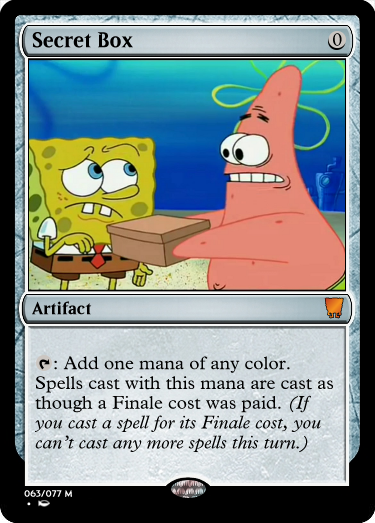 Secret Box 0
Artifact
: Add one mana of any color.
Spells cast with this mana are cast as
though a Finale cost was paid. (If
you cast a spell for its Finale cost, you
can't cast any more spells this turn.)
063/077 M